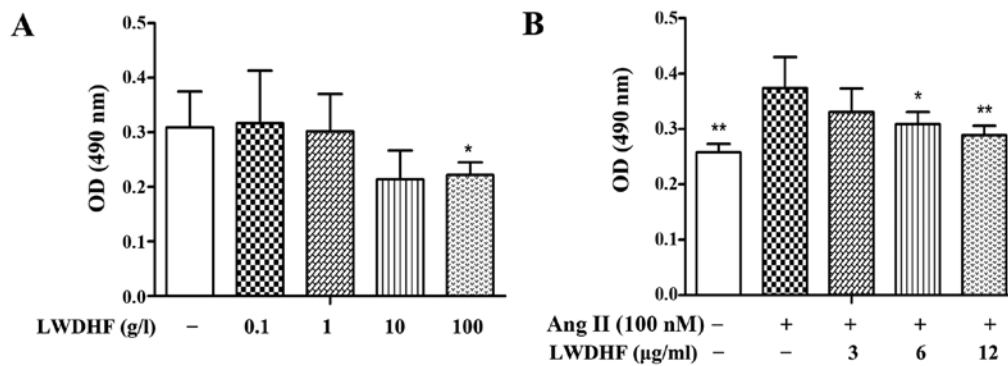 A
0.5
0.4
0.3
0.2
0.1
0.0
OD (490 nm)
*
LWDHF (g/l) – 0.1 1 10 100
B
0.5
0.4
0.3
0.2
0.1
0.0
OD (490 nm)
** * **
Ang II (100 nM) – + + + +
LWDHF (μg/ml) – – 3 6 12